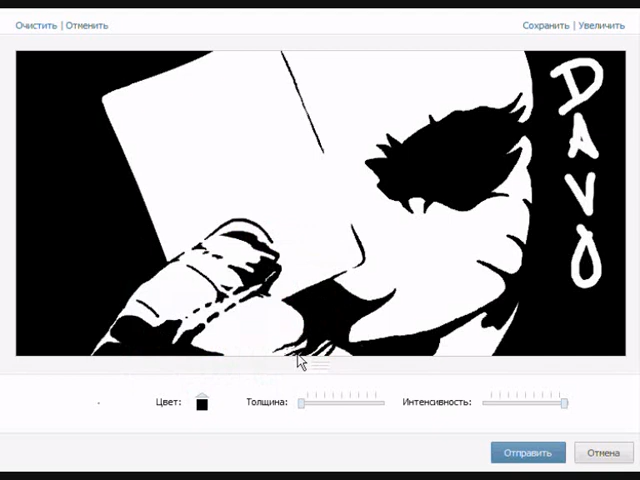 Очистить | Отменить
Сохранить | Увеличить
DAVO
Цвет:
Толщина:
Интенсивность:
Отправить
Отмена